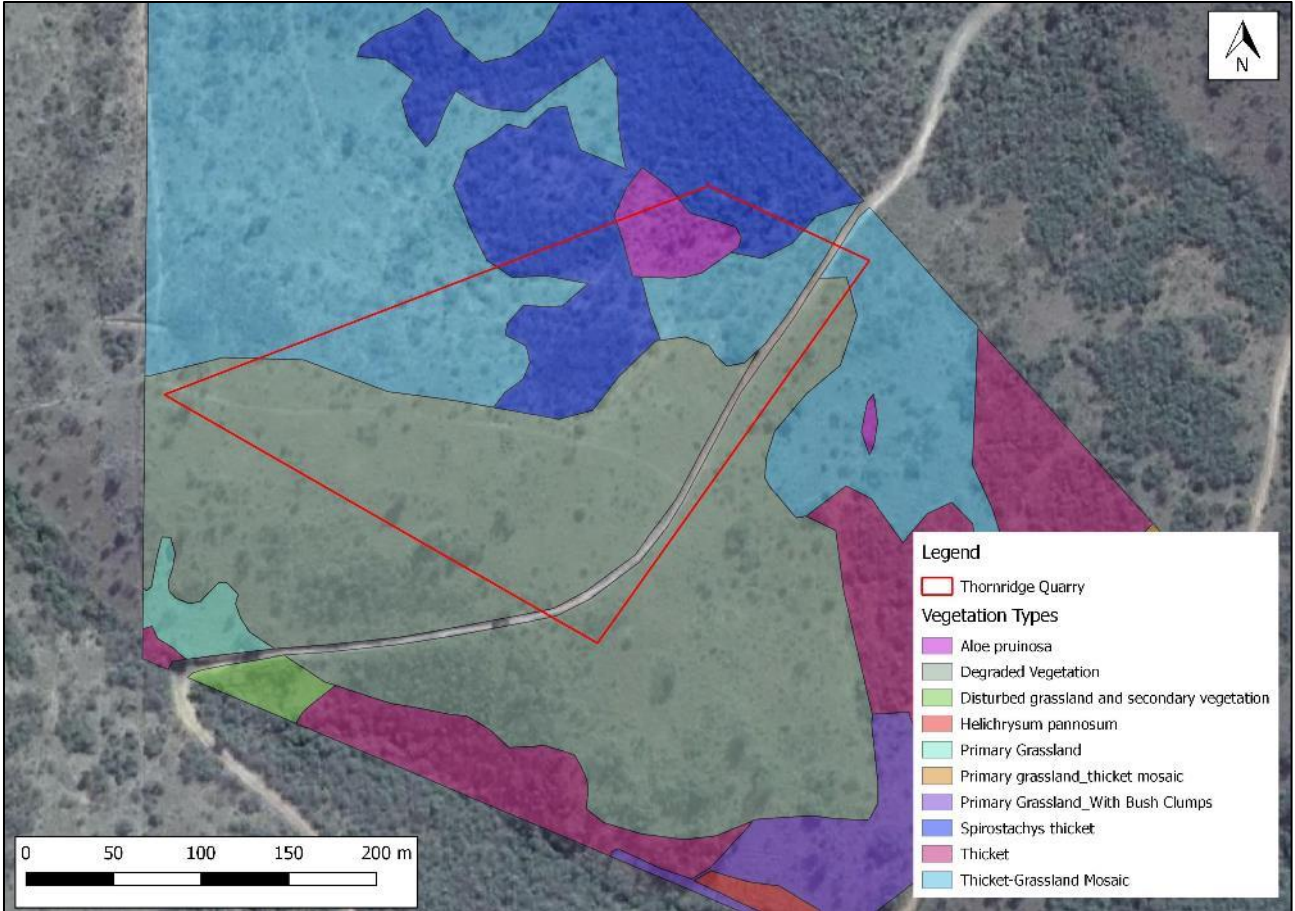 N
Legend
Thornridge Quarry
Vegetation Types
Aloe pruinosa
Degraded Vegetation
Disturbed grassland and secondary vegetation
Helichrysum pannosum
Primary Grassland
Primary grassland_thicket mosaic
Primary Grassland_With Bush Clumps
Spirostachys thicket
Thicket
Thicket-Grassland Mosaic
0 50 100 150 200 m